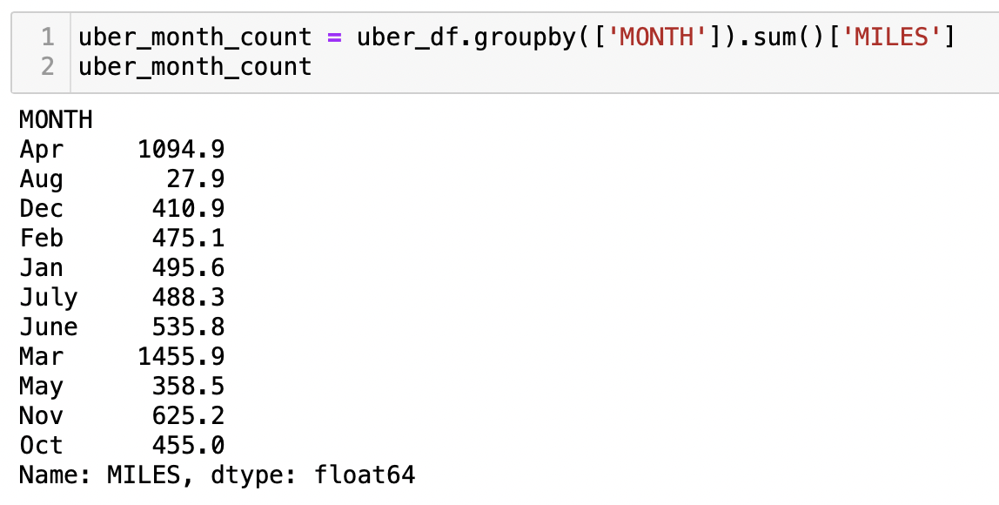 1 uber_month_count = uber_df.groupby(['MONTH']).sum()['MILES']
2 uber_month_count
MONTH
Apr     1094.9
Aug       27.9
Dec      410.9
Feb      475.1
Jan      495.6
July     488.3
June     535.8
Mar     1455.9
May      358.5
Nov      625.2
Oct      455.0
Name: MILES, dtype: float64